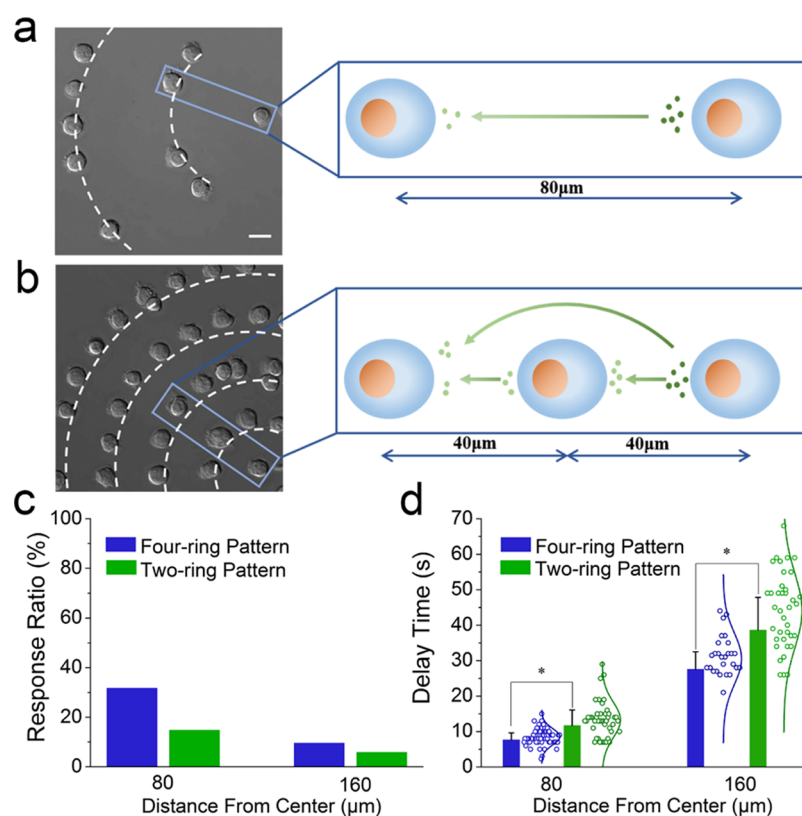 a
80μm
b
40μm
40μm
c
Response Ratio (%)
100
80
60
40
20
0
Four-ring Pattern
Two-ring Pattern
80
160
Distance From Center (μm)
d
Delay Time (s)
70
60
50
40
30
20
10
0
Four-ring Pattern
Two-ring Pattern
*
*
80
160
Distance From Center (μm)